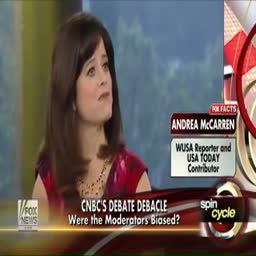 FOX FACTS
ANDREA McCARREN
WUSA Reporter and
USA TODAY
Contributor
CNBC'S DEBATE DEBACLE
Were the Moderators Biased?
FOX
NEWS
spin
cycle